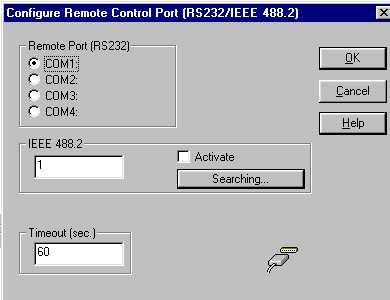 Configure Remote Control Port (RS232/IEEE 488.2)
Remote Port (RS232)
COM1:
COM2:
COM3:
COM4:
OK
Cancel
Help
IEEE 488.2
1
Activate
Searching...
Timeout (sec.)
60